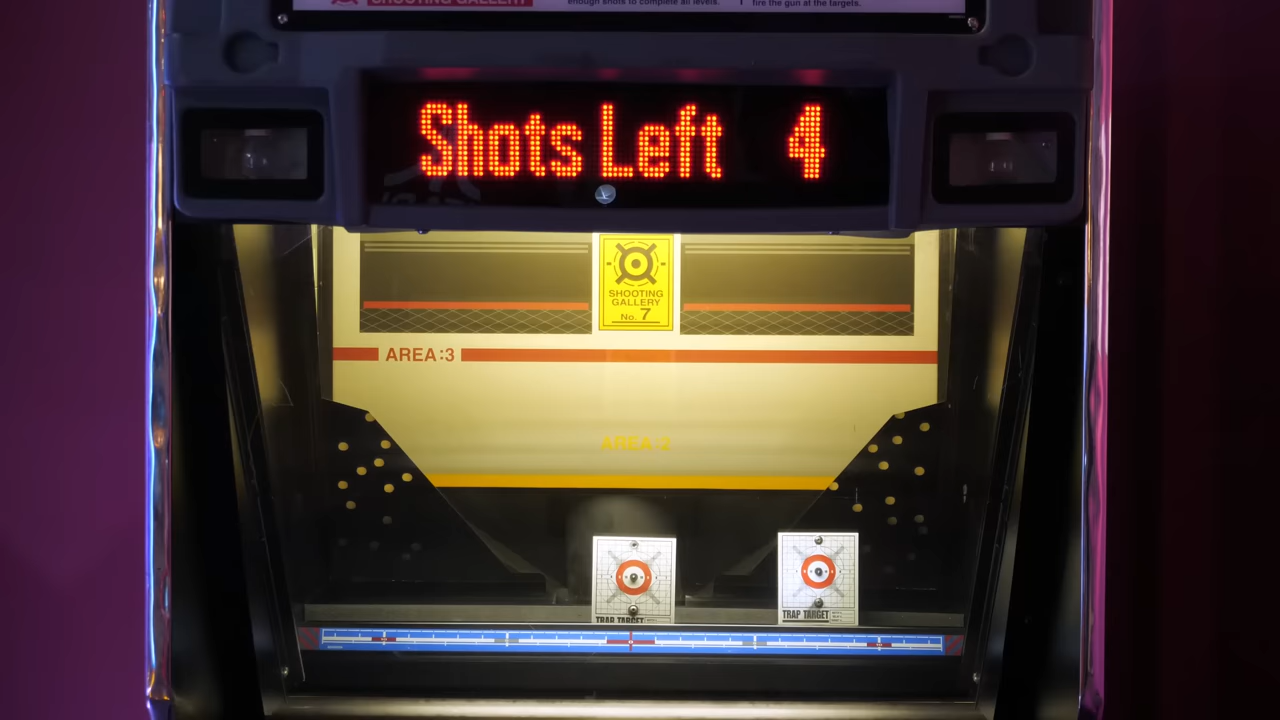 SHOOTING GALLERY
enough shots to complete all levels.
fire the gun at the targets.
Shots Left 4
SHOOTING
GALLERY
No. 7
AREA:3
AREA:2
TRAP TARGET
TRAP TARGET